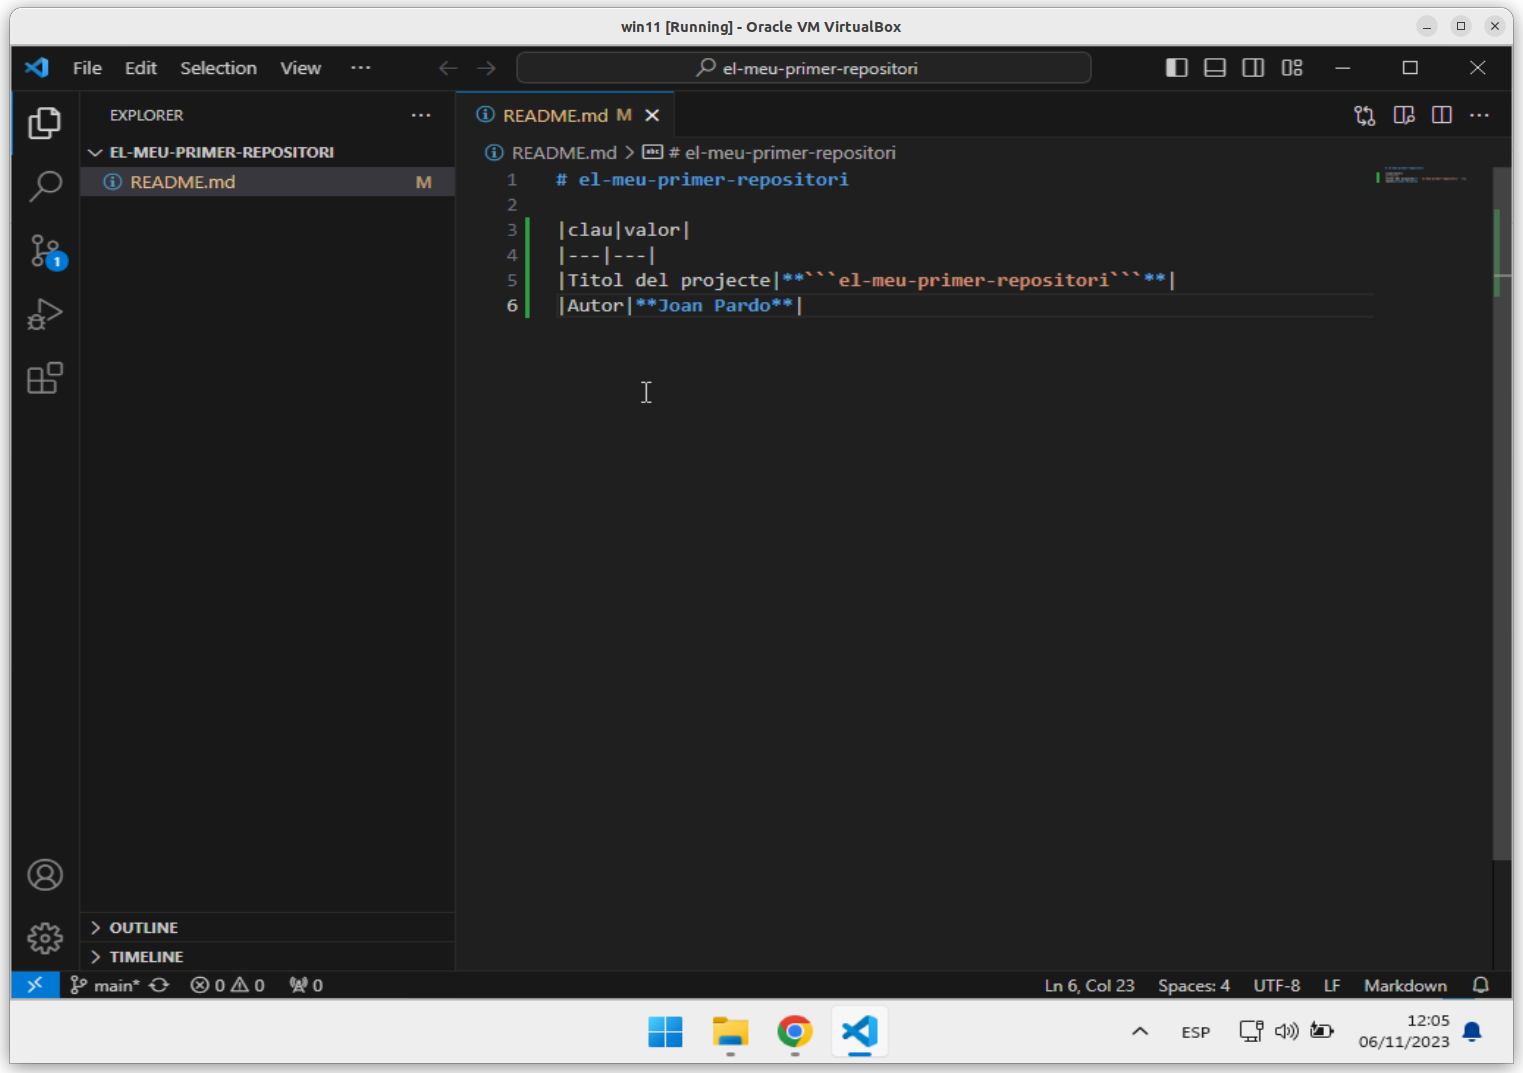 win11 [Running] - Oracle VM VirtualBox
File Edit Selection View ··· el-meu-primer-repositori
EXPLORER ···
README.md M
EL-MEU-PRIMER-REPOSITORI
README.md > # el-meu-primer-repositori
README.md M
1 # el-meu-primer-repositori
2
3 |clau|valor|
4 |---|---|
5 |Titol del projecte|**```el-meu-primer-repositori```**|
6 |Autor|**Joan Pardo**|
1
OUTLINE
TIMELINE
main* 0 0 0 Ln 6, Col 23 Spaces: 4 UTF-8 LF Markdown
ESP 12:05
06/11/2023